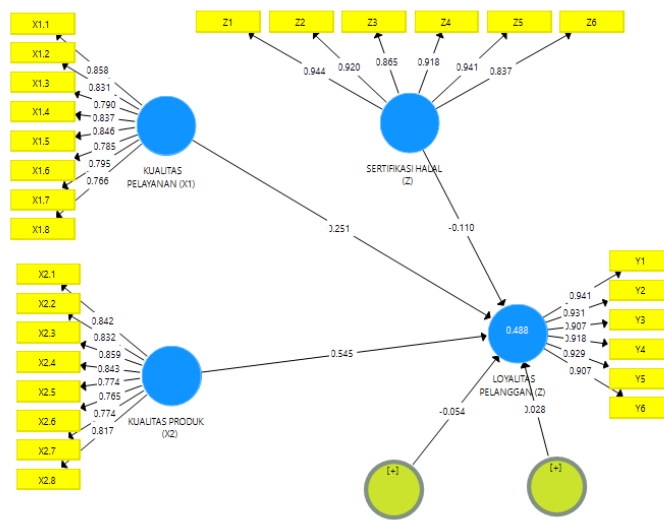 X1.1
X1.2
X1.3
X1.4
X1.5
X1.6
X1.7
X1.8
0.858
0.831
0.790
0.837
0.846
0.785
0.795
0.766
KUALITAS
PELAYANAN (X1)
Z1
Z2
Z3
Z4
Z5
Z6
0.944
0.920
0.865
0.918
0.941
0.837
SERTIFIKASI HALAL
(Z)
0.251
-0.110
X2.1
X2.2
X2.3
X2.4
X2.5
X2.6
X2.7
X2.8
0.842
0.832
0.859
0.843
0.774
0.765
0.774
0.817
KUALITAS PRODUK
(X2)
0.545
0.488
LOYALITAS
PELANGGAN (Z)
0.941
0.931
0.907
0.918
0.929
0.907
Y1
Y2
Y3
Y4
Y5
Y6
-0.054
0.028
[+]
[+]